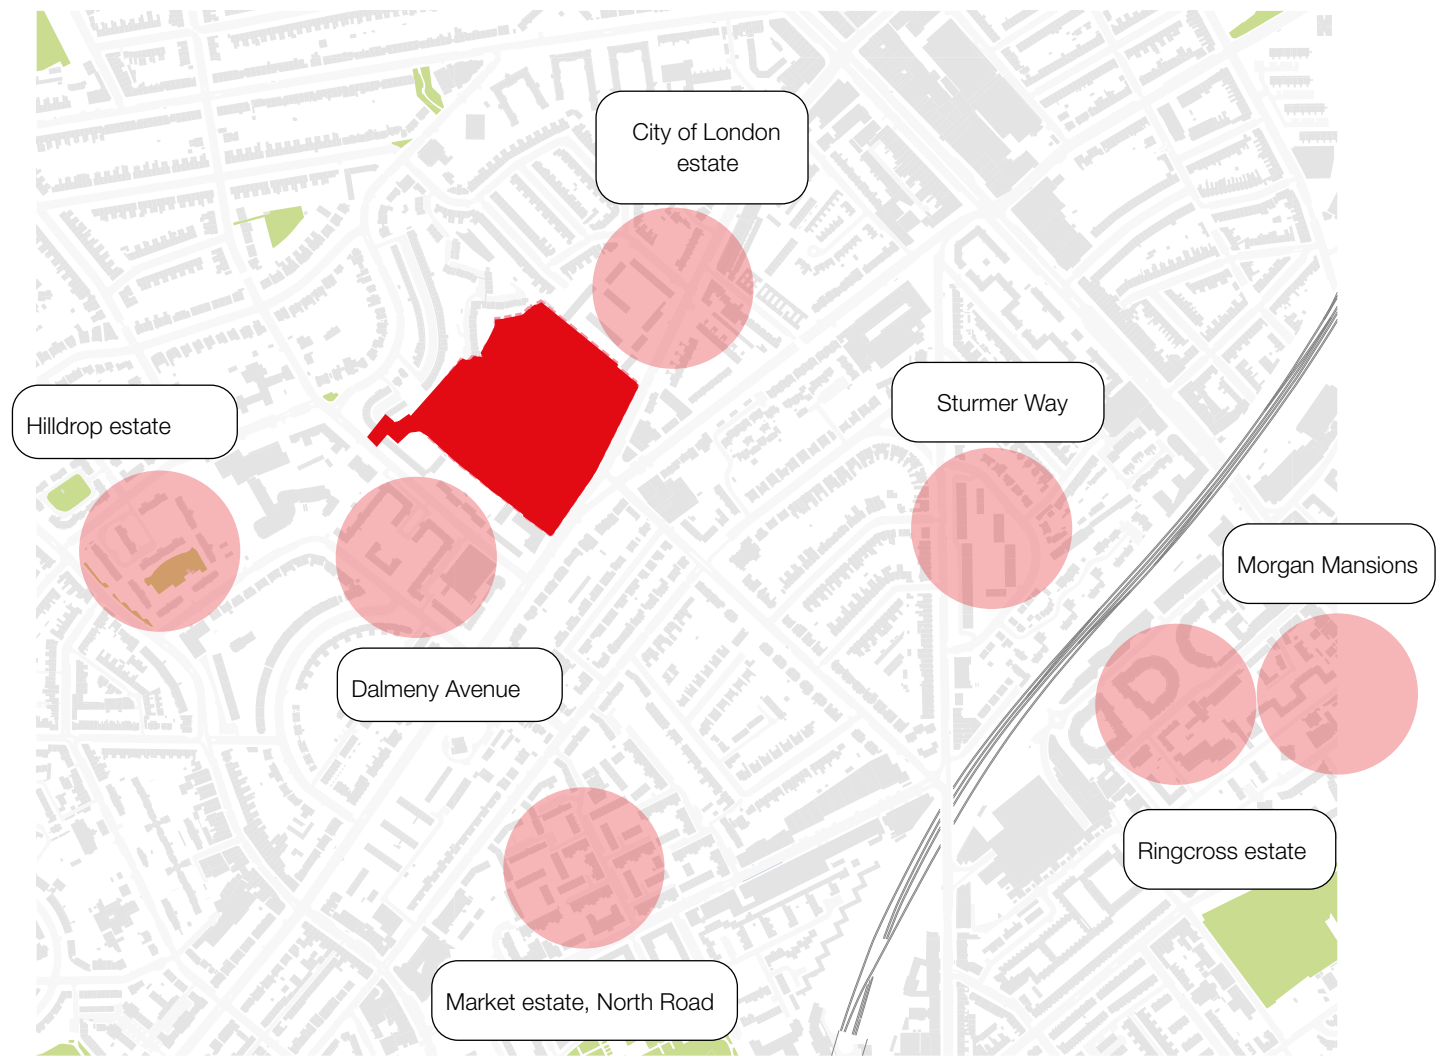 City of London
estate
Sturmer Way
Hilldrop estate
Morgan Mansions
Dalmeny Avenue
Ringcross estate
Market estate, North Road